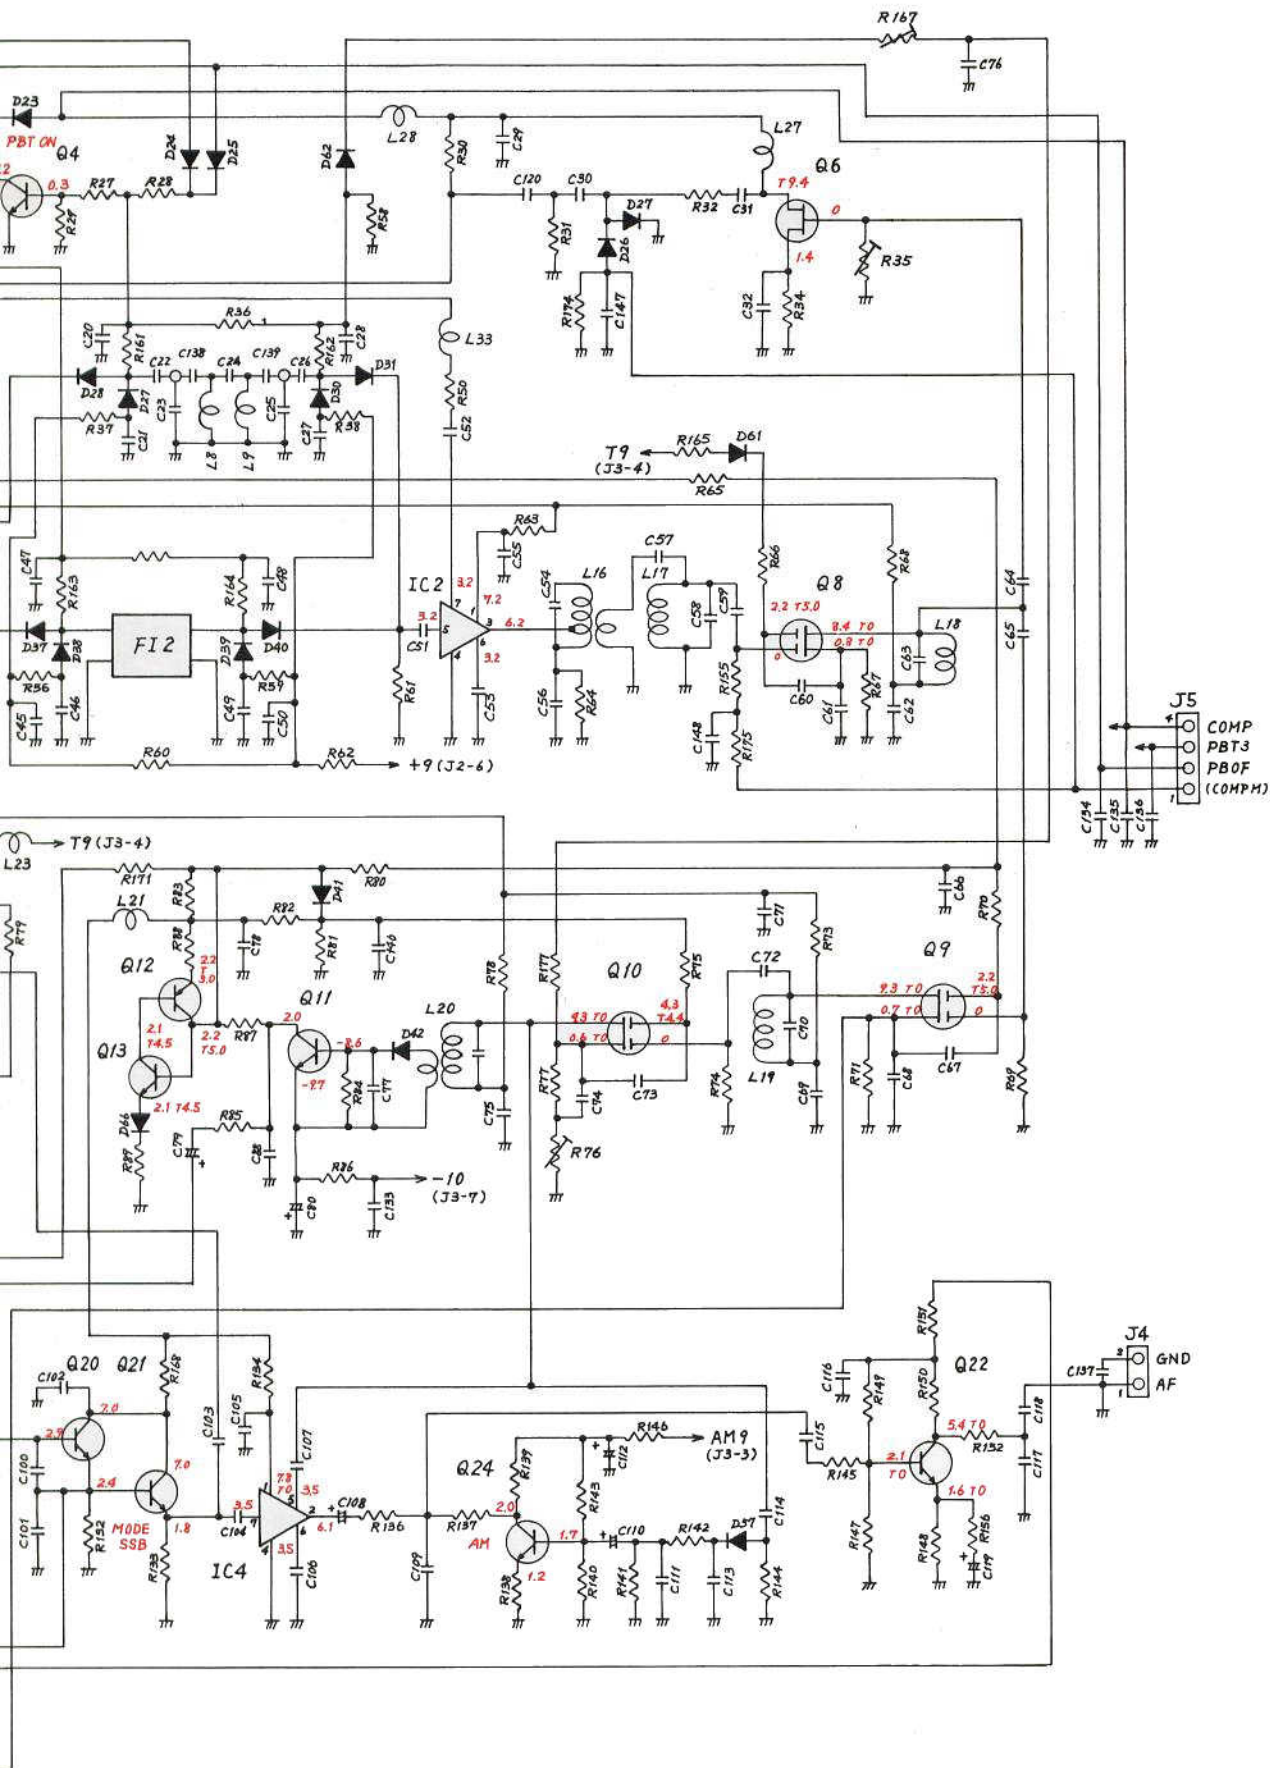 R167
C76
D23
PBT ON
Q4
D24
D25
D62
L28
R30
C29
L27
Q6
T9.4
0.3
R27
R28
R29
R58
C120
C30
R32
C31
D27
D26
R31
0
1.4
R35
R174
C147
C32
R34
C20
R161
R36
R162
C28
L33
C22
C138
C24
C139
C26
D31
D28
D27
C23
C25
D30
R50
R37
C21
L8
L9
C27
R38
C52
T9
(J3-4)
R165
D61
R65
R63
C55
C57
R66
R68
C47
R163
R164
C48
IC2
3.2
7
7.2
1
3.2
5
3
6.2
6
3.2
4
C51
C54
L16
L17
C58
C59
Q8
2.2 T5.0
8.4 T0
0.8 T0
0
L18
C63
C64
C65
D37
D38
FI2
D39
D40
R56
C45
C46
C49
R59
C50
R61
C53
C56
R64
R155
C60
C61
R67
C62
C148
R175
R60
R62
+9 (J2-6)
J5
4
COMP
PBT3
PBOF
1
(COMPM)
C134
C135
C136
T9 (J3-4)
L23
R171
R83
D41
R80
C66
R70
R79
L21
R88
C78
R82
R81
C146
R78
C71
R73
Q12
2.2
T
3.0
Q11
2.0
R177
Q10
R75
C72
Q9
2.2
T5.0
9.3 T0
0.7 T0
0
4.3
T4.4
0.6 T0
0
2.1
T4.5
2.2
T5.0
R87
-9.7
D42
L20
C70
L19
Q13
2.1 T4.5
R84
C77
C75
R77
C74
C73
R74
C69
R71
C68
C67
R69
D66
R89
C79
+
R85
C88
R86
-10
(J3-7)
+
C80
C133
R76
R151
J4
2
GND
AF
1
C137
Q20
Q21
C102
R168
R134
C105
C103
C107
C116
R149
R150
Q22
C118
7.0
7.0
2.4
1.8
MODE
SSB
C100
C101
R132
R133
3.5
C104
7.8
T0
3.5
1
5
7
2
6.1
6
3.5
4
IC4
C106
+
C108
R136
C109
R137
Q24
2.0
AM
1.2
R138
R139
+
C112
R146
AM9
(J3-3)
R143
1.7
+
C110
R142
D57
C114
R140
R141
C111
C113
R144
C115
R145
2.1
T0
5.4 T0
R152
C117
1.6 T0
R147
R148
R156
+
C119